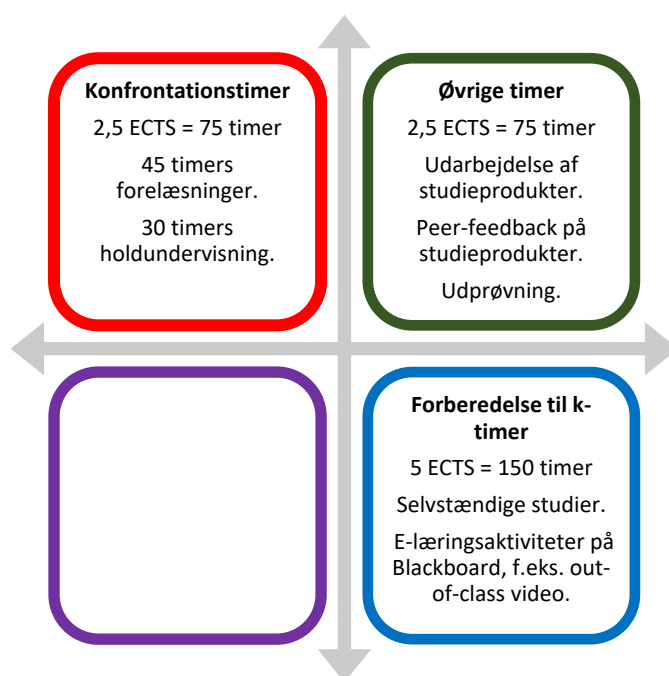 Konfrontationstimer
2,5 ECTS = 75 timer
45 timers
forelæsninger.
30 timers
holdundervisning.
Øvrige timer
2,5 ECTS = 75 timer
Udarbejdelse af
studieprodukter.
Peer-feedback på
studieprodukter.
Udprøvning.
Forberedelse til k-
timer
5 ECTS = 150 timer
Selvstændige studier.
E-læringsaktiviteter på
Blackboard, f.eks. out-
of-class video.